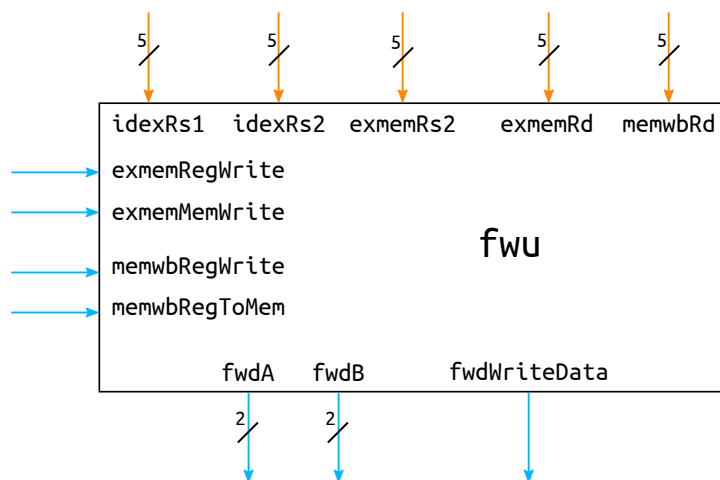 5 5 5 5 5
idexRs1 idexRs2 exmemRs2 exmemRd memwbRd
exmemRegWrite
exmemMemWrite
fwu
memwbRegWrite
memwbRegToMem
fwdA fwdB fwdWriteData
2 2